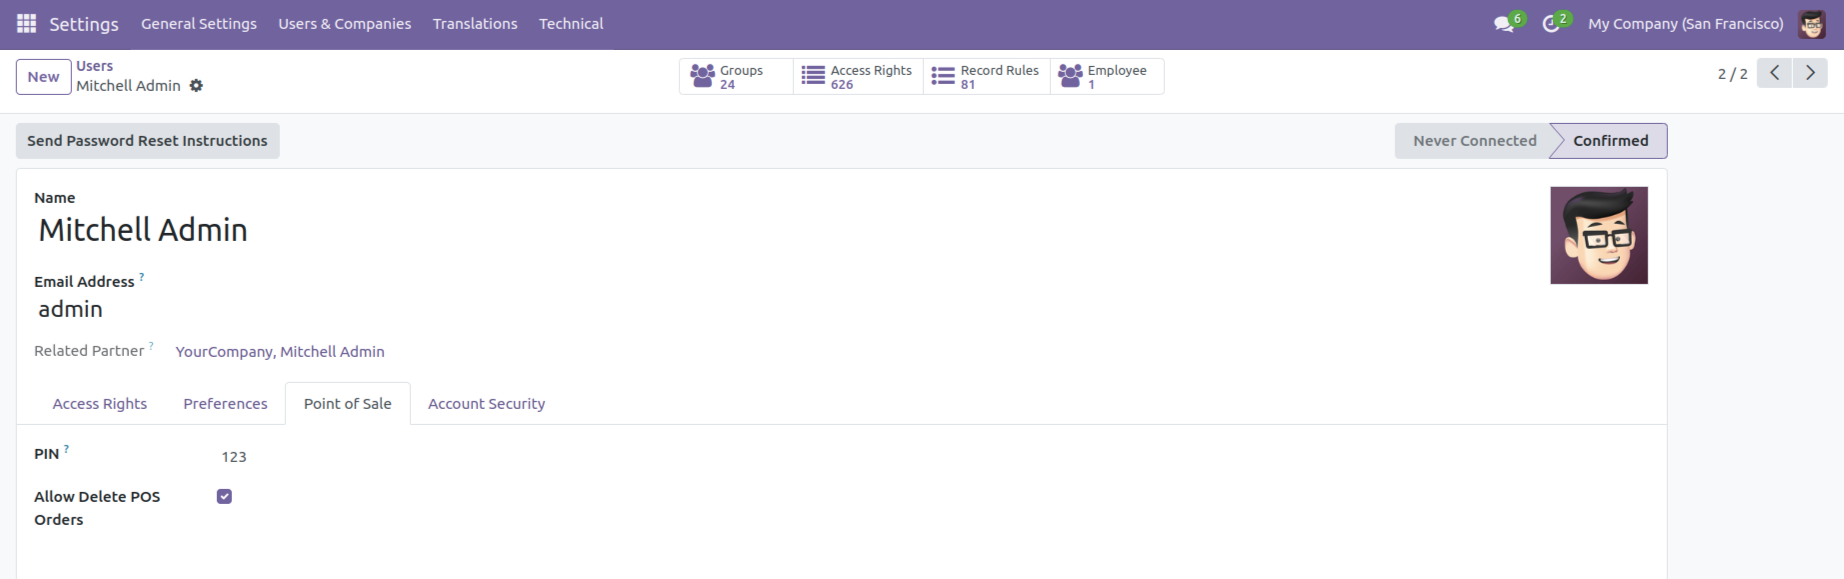 Settings General Settings Users & Companies Translations Technical 6 2 My Company (San Francisco)
New Users Groups Access Rights Record Rules Employee
Mitchell Admin 24 626 81 1 2 / 2
Send Password Reset Instructions Never Connected Confirmed
Name
Mitchell Admin
Email Address ?
admin
Related Partner ? YourCompany, Mitchell Admin
Access Rights Preferences Point of Sale Account Security
PIN ? 123
Allow Delete POS
Orders